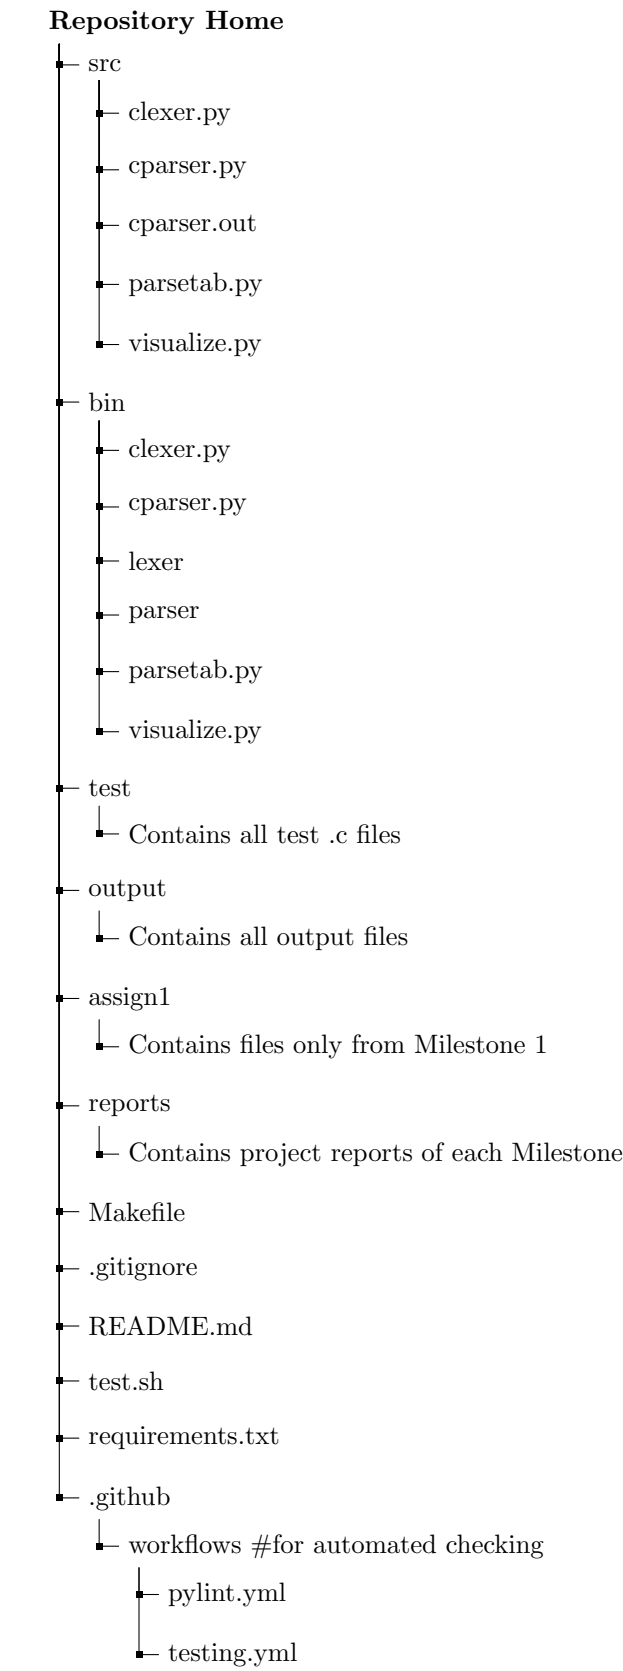 Repository Home
src
clexer.py
cparser.py
cparser.out
parsetab.py
visualize.py
bin
clexer.py
cparser.py
lexer
parser
parsetab.py
visualize.py
test
Contains all test .c files
output
Contains all output files
assign1
Contains files only from Milestone 1
reports
Contains project reports of each Milestone
Makefile
.gitignore
README.md
test.sh
requirements.txt
.github
workflows #for automated checking
pylint.yml
testing.yml